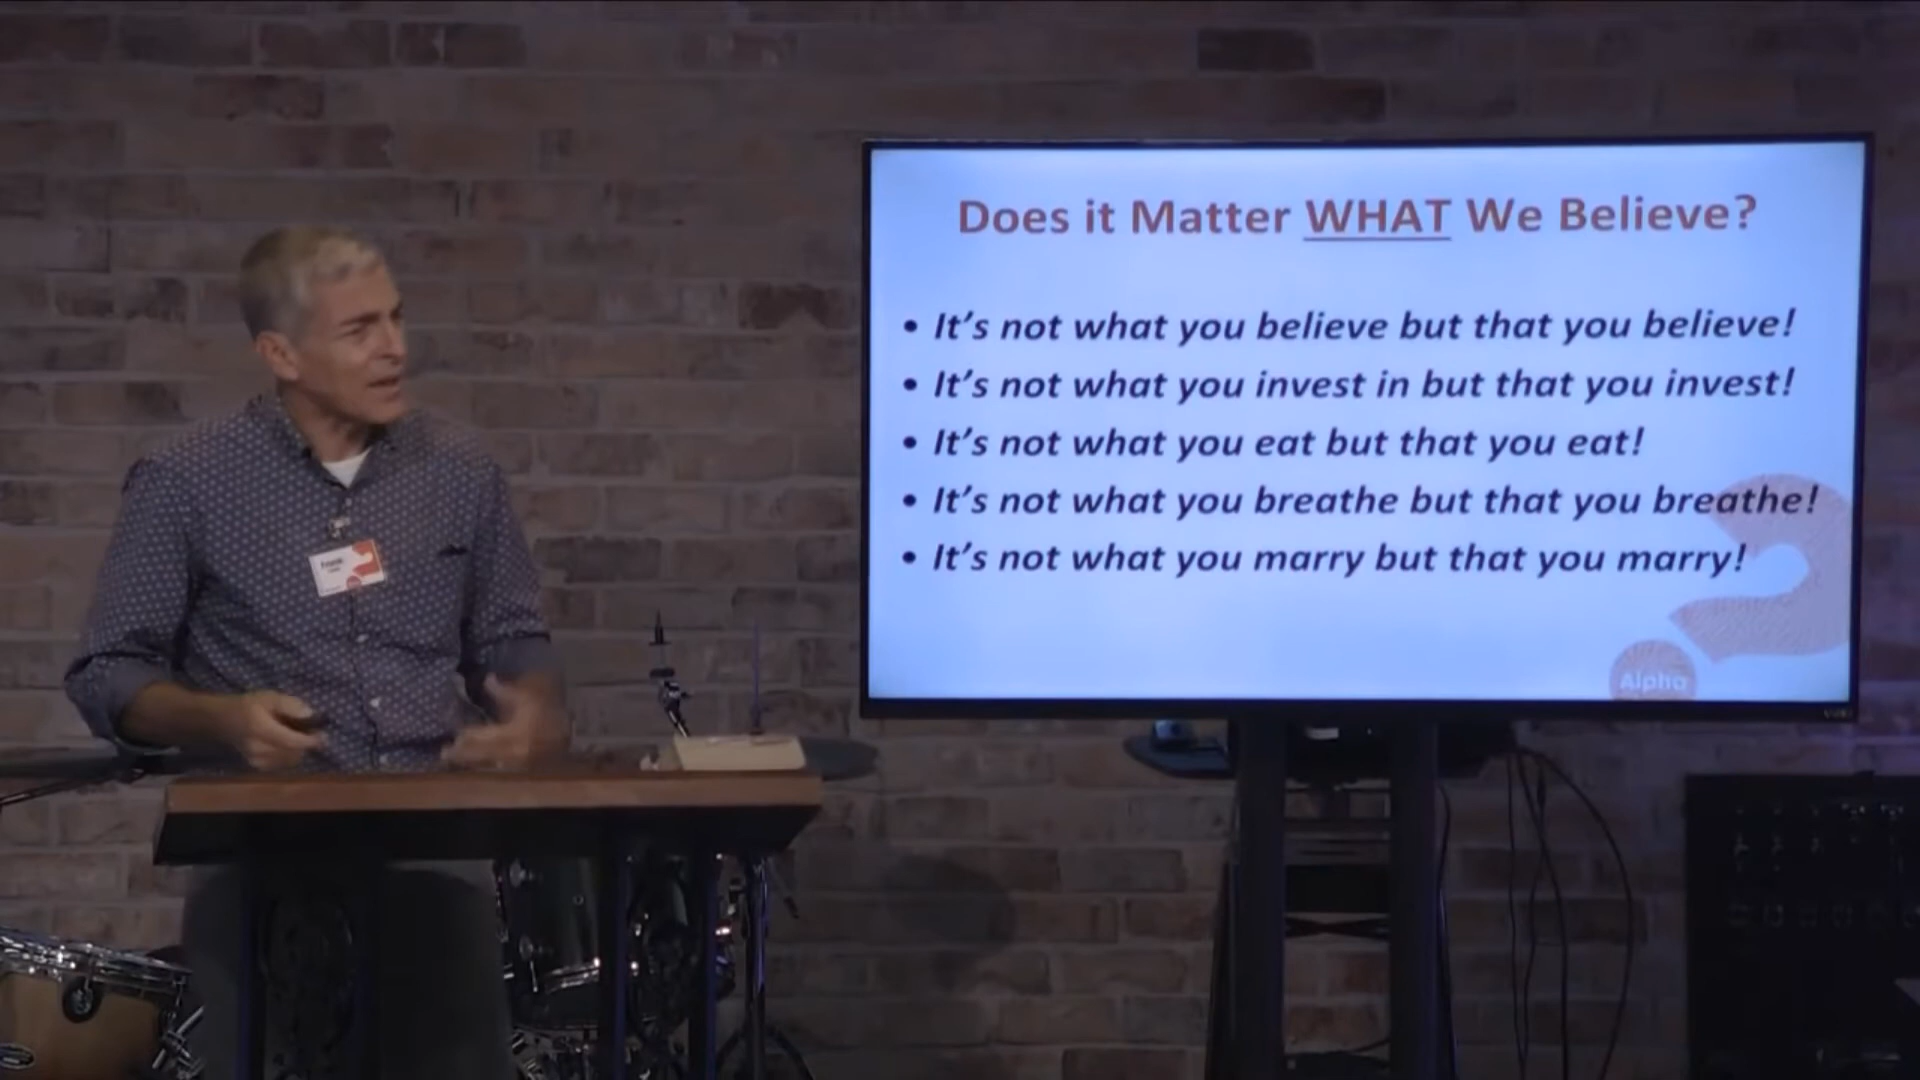 Does it Matter WHAT We Believe?
• It's not what you believe but that you believe!
• It's not what you invest in but that you invest!
• It's not what you eat but that you eat!
• It's not what you breathe but that you breathe!
• It's not what you marry but that you marry!
Alpha